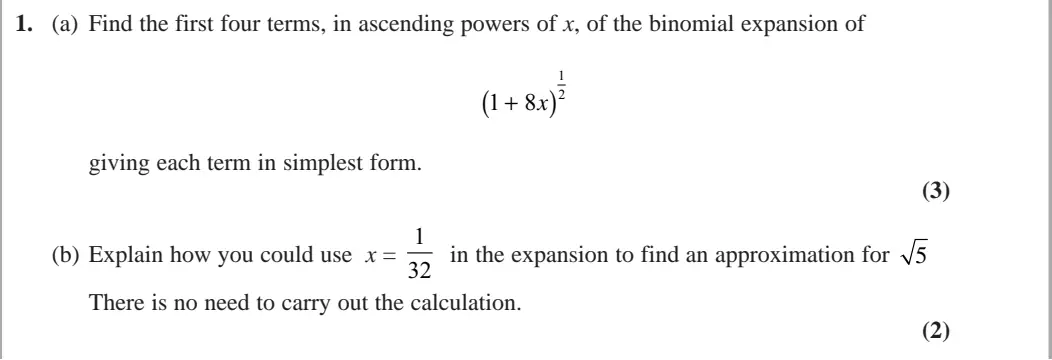 1. (a) Find the first four terms, in ascending powers of x, of the binomial expansion of
(1 + 8x)^(1/2)
giving each term in simplest form.
(3)
(b) Explain how you could use x = 1/32 in the expansion to find an approximation for √5
There is no need to carry out the calculation.
(2)